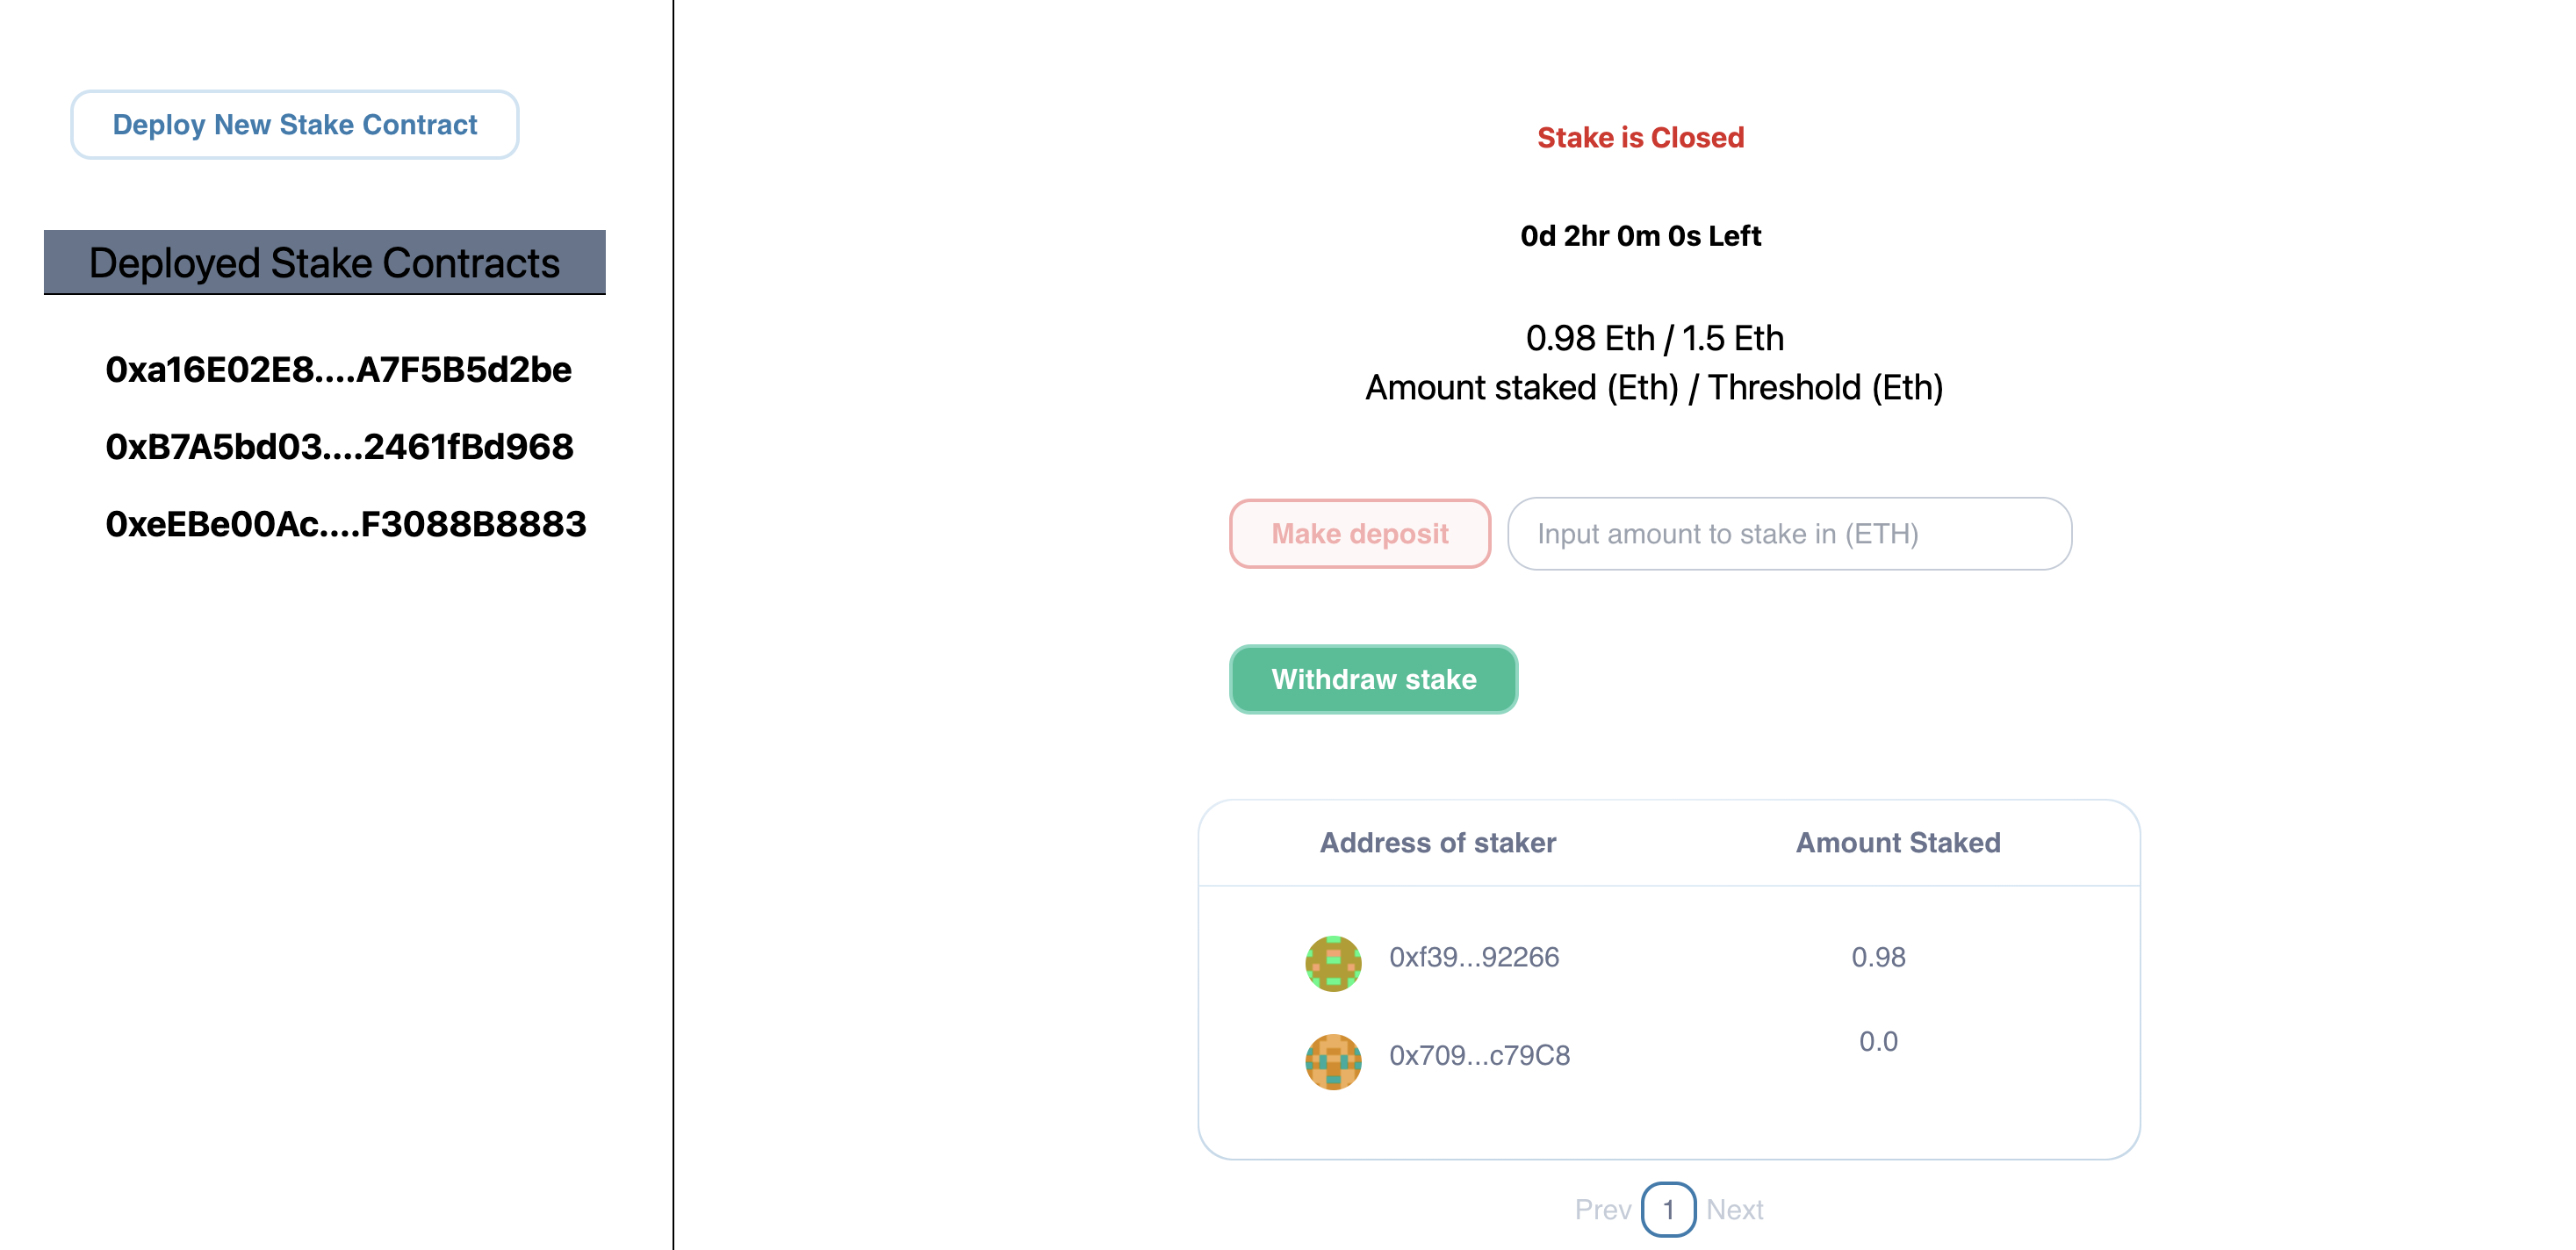 Deploy New Stake Contract
Deployed Stake Contracts
0xa16E02E8....A7F5B5d2be
0xB7A5bd03....2461fBd968
0xeEBe00Ac....F3088B8883
Stake is Closed
0d 2hr 0m 0s Left
0.98 Eth / 1.5 Eth
Amount staked (Eth) / Threshold (Eth)
Make deposit Input amount to stake in (ETH)
Withdraw stake
Address of staker Amount Staked
0xf39...92266 0.98
0x709...c79C8 0.0
Prev 1 Next